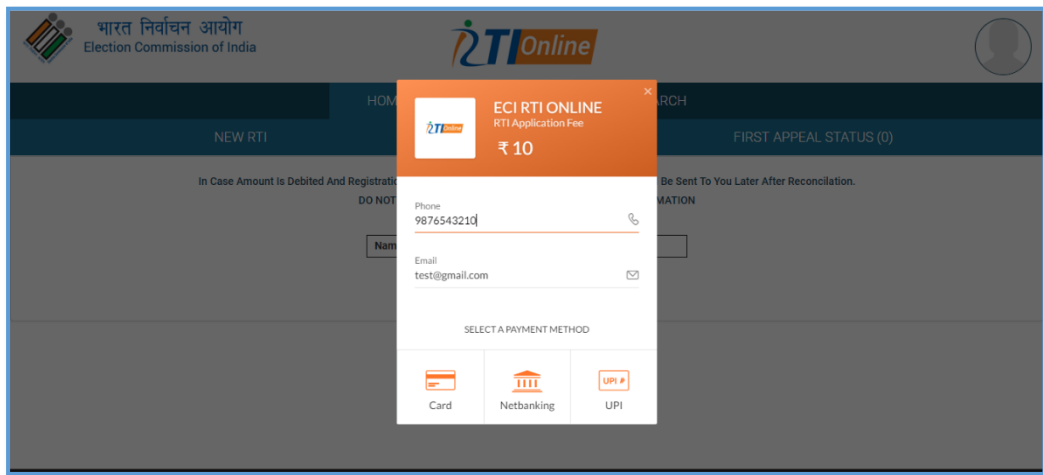 भारत निर्वाचन आयोग
Election Commission of India
RTI Online
HOM
ARCH
NEW RTI
FIRST APPEAL STATUS (0)
In Case Amount Is Debited And Registratio
Be Sent To You Later After Reconcilation.
DO NOT
MATION
Nam
RTI Online
ECI RTI ONLINE
RTI Application Fee
₹ 10
×
Phone
9876543210
Email
test@gmail.com
SELECT A PAYMENT METHOD
UPI
Card
Netbanking
UPI